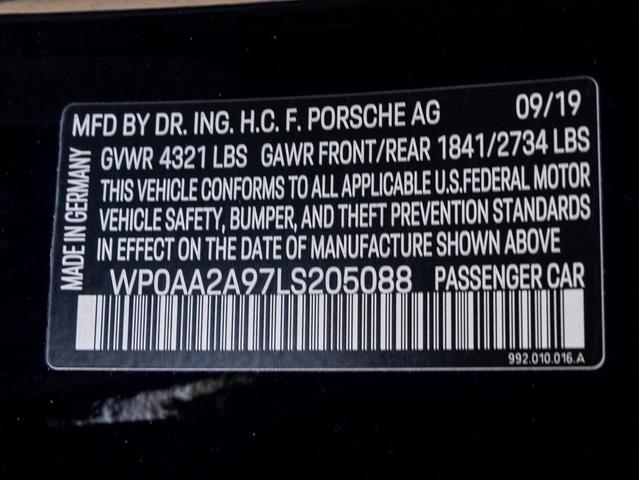 MFD BY DR. ING. H.C. F. PORSCHE AG 09/19
GVWR 4321 LBS GAWR FRONT/REAR 1841/2734 LBS
THIS VEHICLE CONFORMS TO ALL APPLICABLE U.S.FEDERAL MOTOR
VEHICLE SAFETY, BUMPER, AND THEFT PREVENTION STANDARDS
IN EFFECT ON THE DATE OF MANUFACTURE SHOWN ABOVE
WP0AA2A97LS205088 PASSENGER CAR
992.010.016.A
MADE IN GERMANY